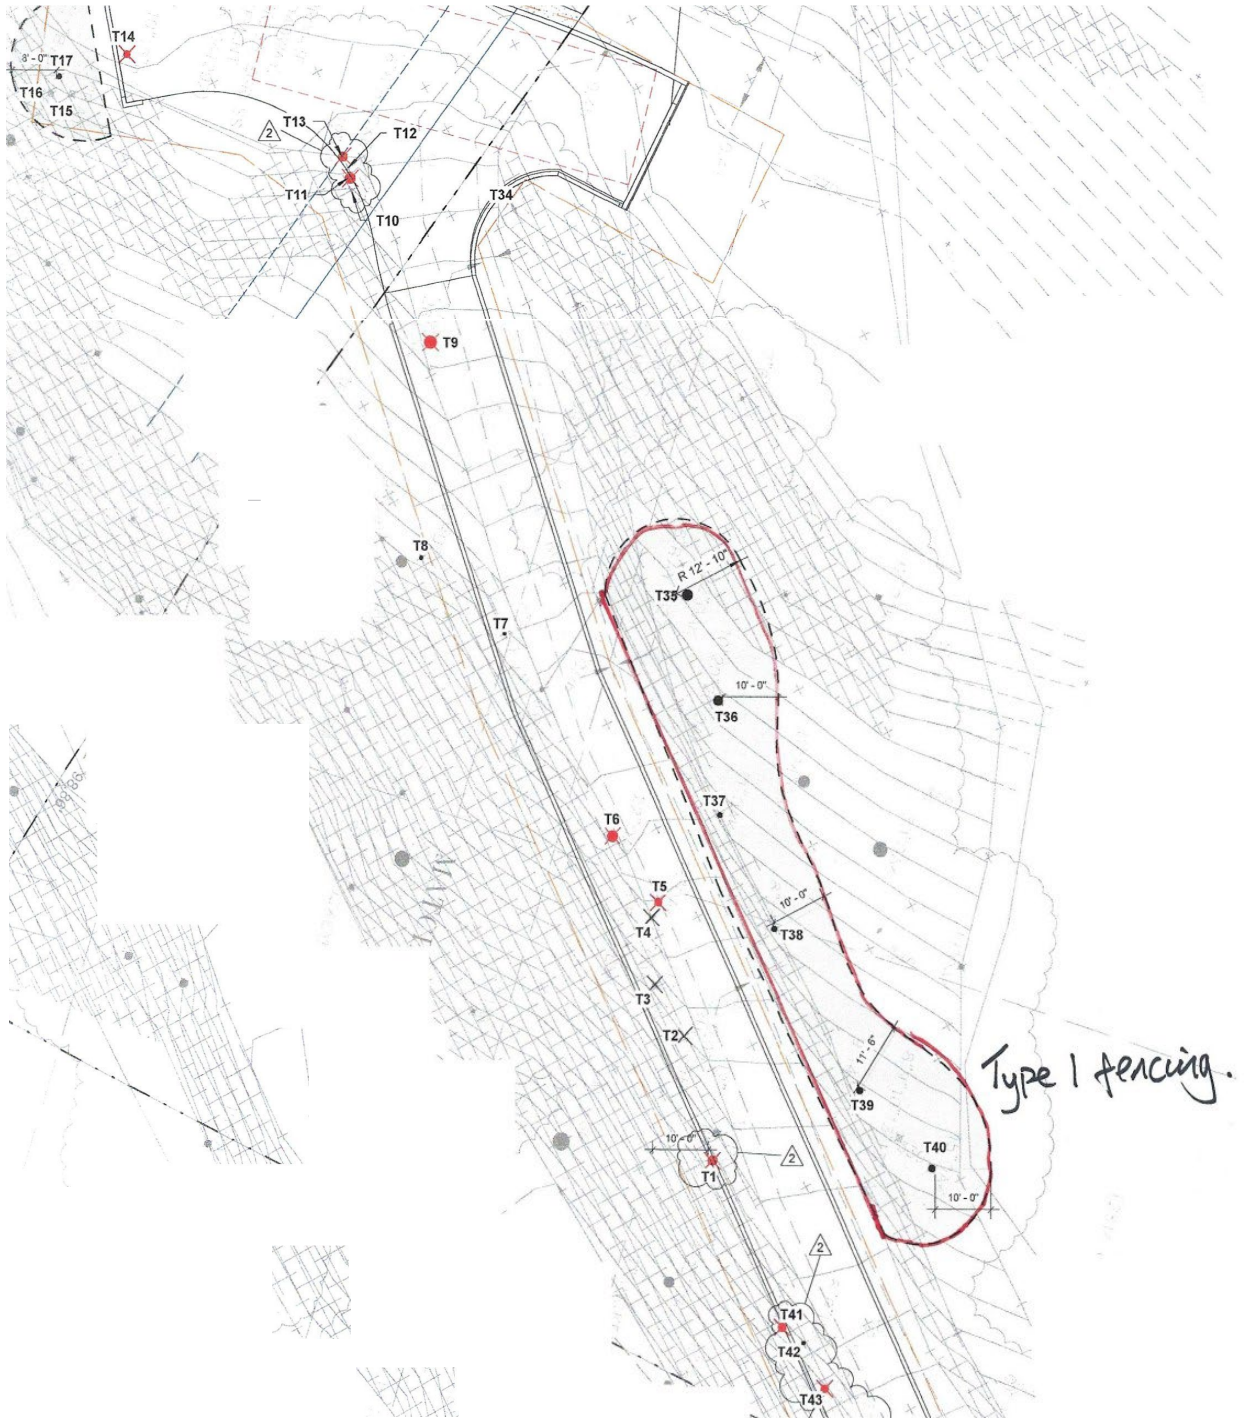 T14
8' - 0"
T17
T16
T15
T13
2
T12
T11
T10
T34
T9
T8
R 12' - 10"
T35
T7
10' - 0"
T36
T37
T6
T5
10' - 0"
T4
T38
T3
T2
11' - 6"
Type 1 fencing.
T39
10' - 0"
T40
2
T1
10' - 0"
2
T41
T42
T43